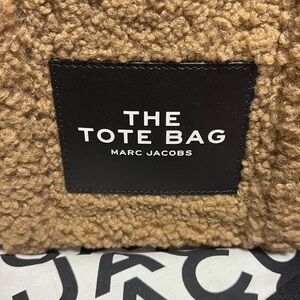 THE
TOTE BAG
MARC JACOBS